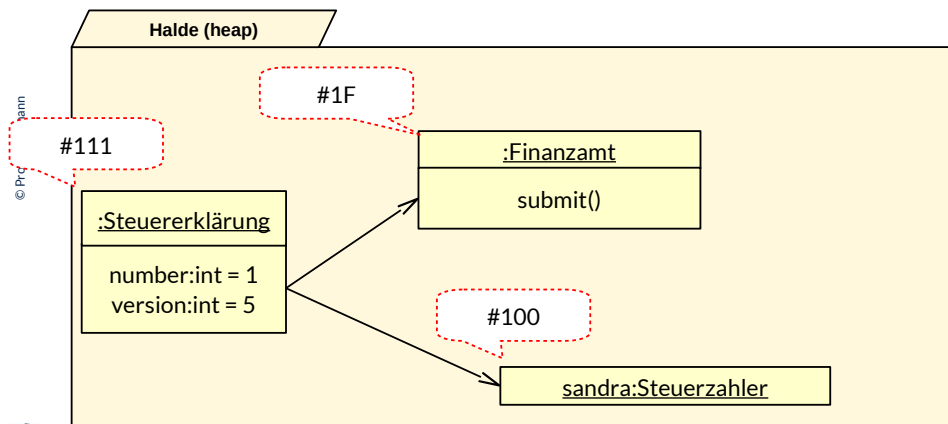 Halde (heap)
#1F
#111
:Finanzamt
submit()
:Steuererklärung
number:int = 1
version:int = 5
#100
sandra:Steuerzahler